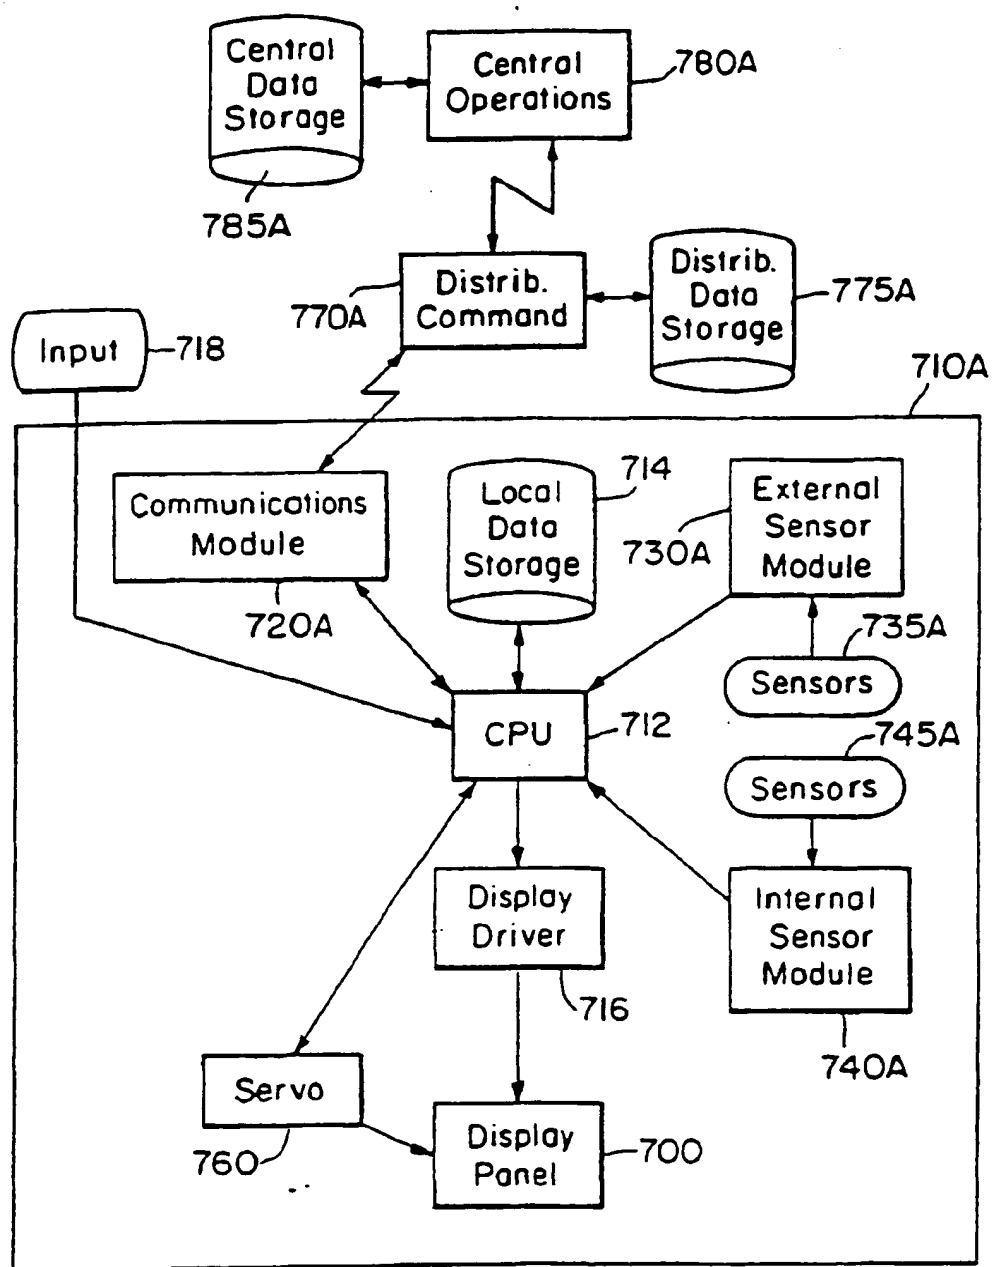 Central
Data
Storage
785A
Central
Operations
780A
Distrib.
Command
770A
Distrib.
Data
Storage
775A
Input
718
710A
Communications
Module
720A
Local
Data
Storage
714
External
Sensor
Module
730A
735A
Sensors
CPU
712
745A
Sensors
Display
Driver
716
Internal
Sensor
Module
740A
Servo
760
Display
Panel
700